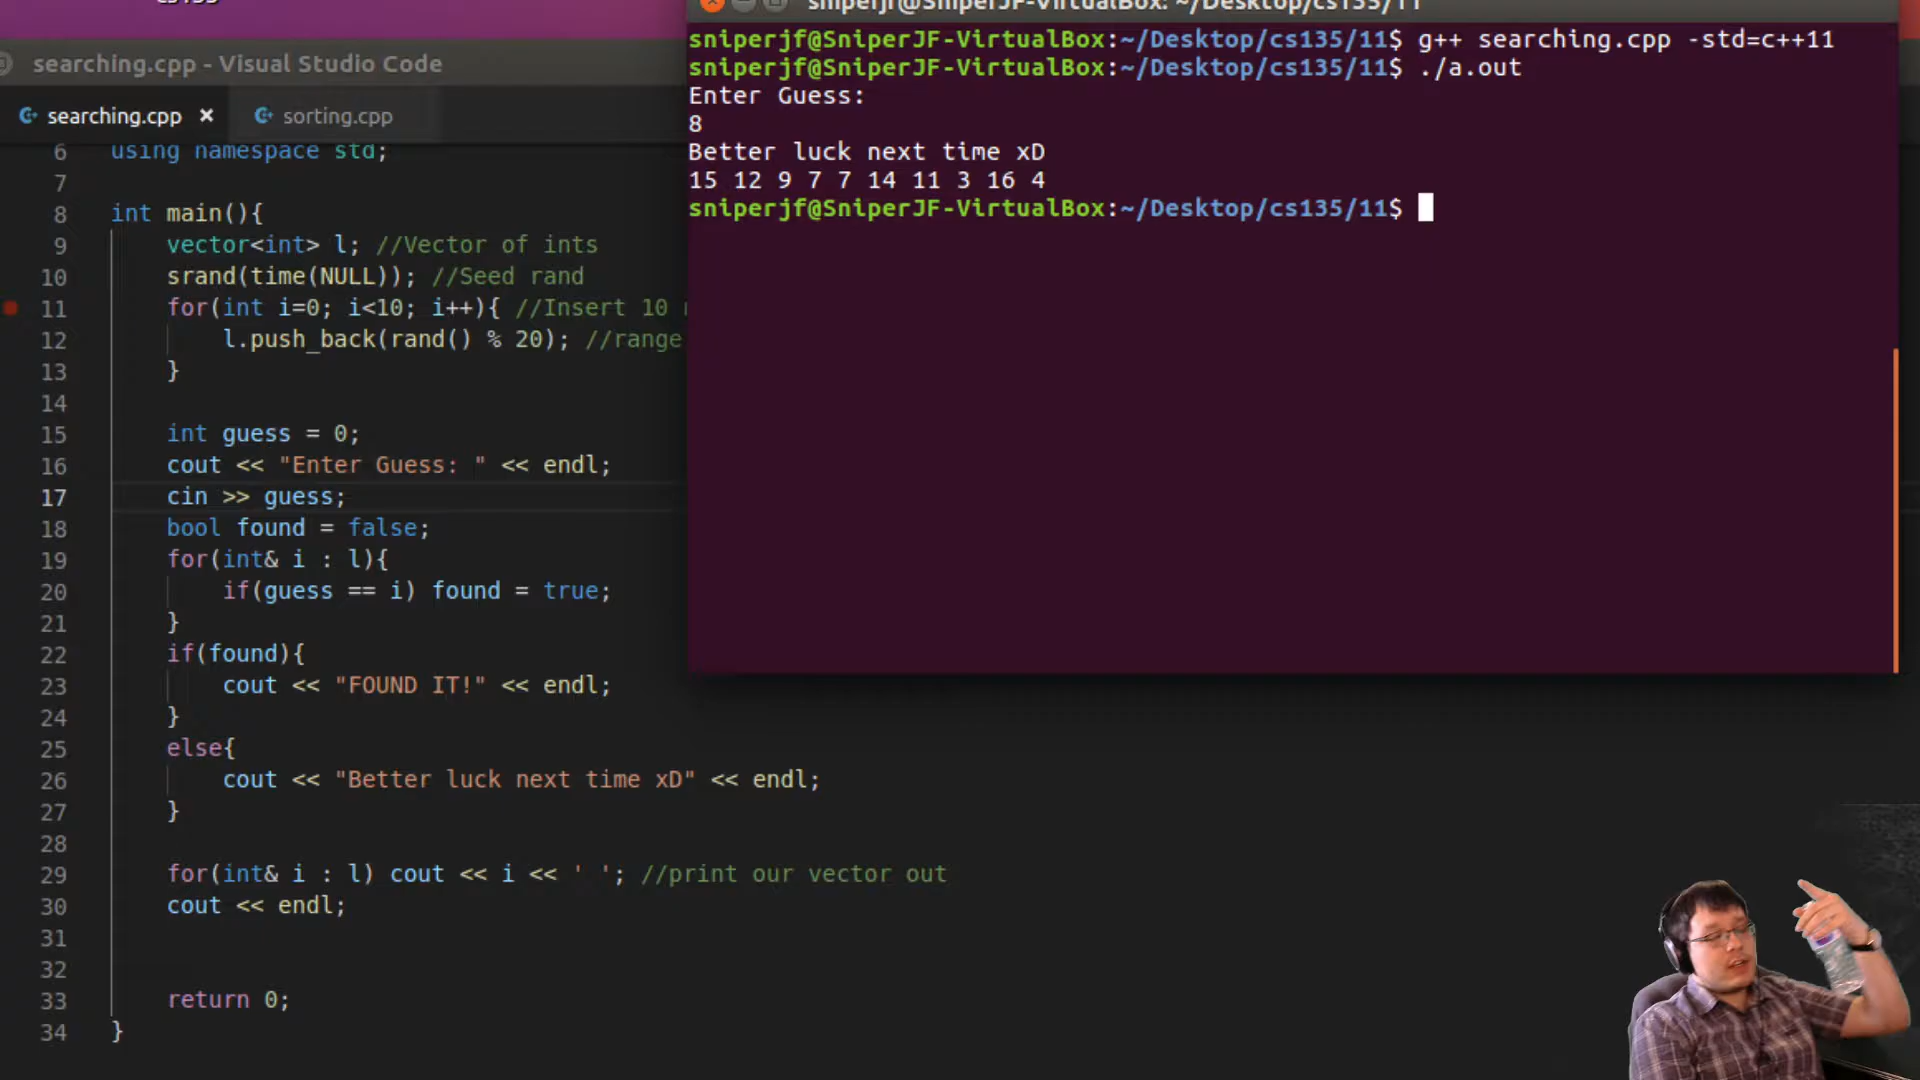 cs135
searching.cpp - Visual Studio Code
searching.cpp
sorting.cpp
6 using namespace std;
7
8 int main(){
9 vector<int> l; //Vector of ints
10 srand(time(NULL)); //Seed rand
11 for(int i=0; i<10; i++){ //Insert 10
12 l.push_back(rand() % 20); //range
13 }
14
15 int guess = 0;
16 cout << "Enter Guess: " << endl;
17 cin >> guess;
18 bool found = false;
19 for(int& i : l){
20 if(guess == i) found = true;
21 }
22 if(found){
23 cout << "FOUND IT!" << endl;
24 }
25 else{
26 cout << "Better luck next time xD" << endl;
27 }
28
29 for(int& i : l) cout << i << ' '; //print our vector out
30 cout << endl;
31
32
33 return 0;
34 }
sniperjf@SniperJF-VirtualBox: ~/Desktop/cs135/11
sniperjf@SniperJF-VirtualBox:~/Desktop/cs135/11$ g++ searching.cpp -std=c++11
sniperjf@SniperJF-VirtualBox:~/Desktop/cs135/11$ ./a.out
Enter Guess:
8
Better luck next time xD
15 12 9 7 7 14 11 3 16 4
sniperjf@SniperJF-VirtualBox:~/Desktop/cs135/11$